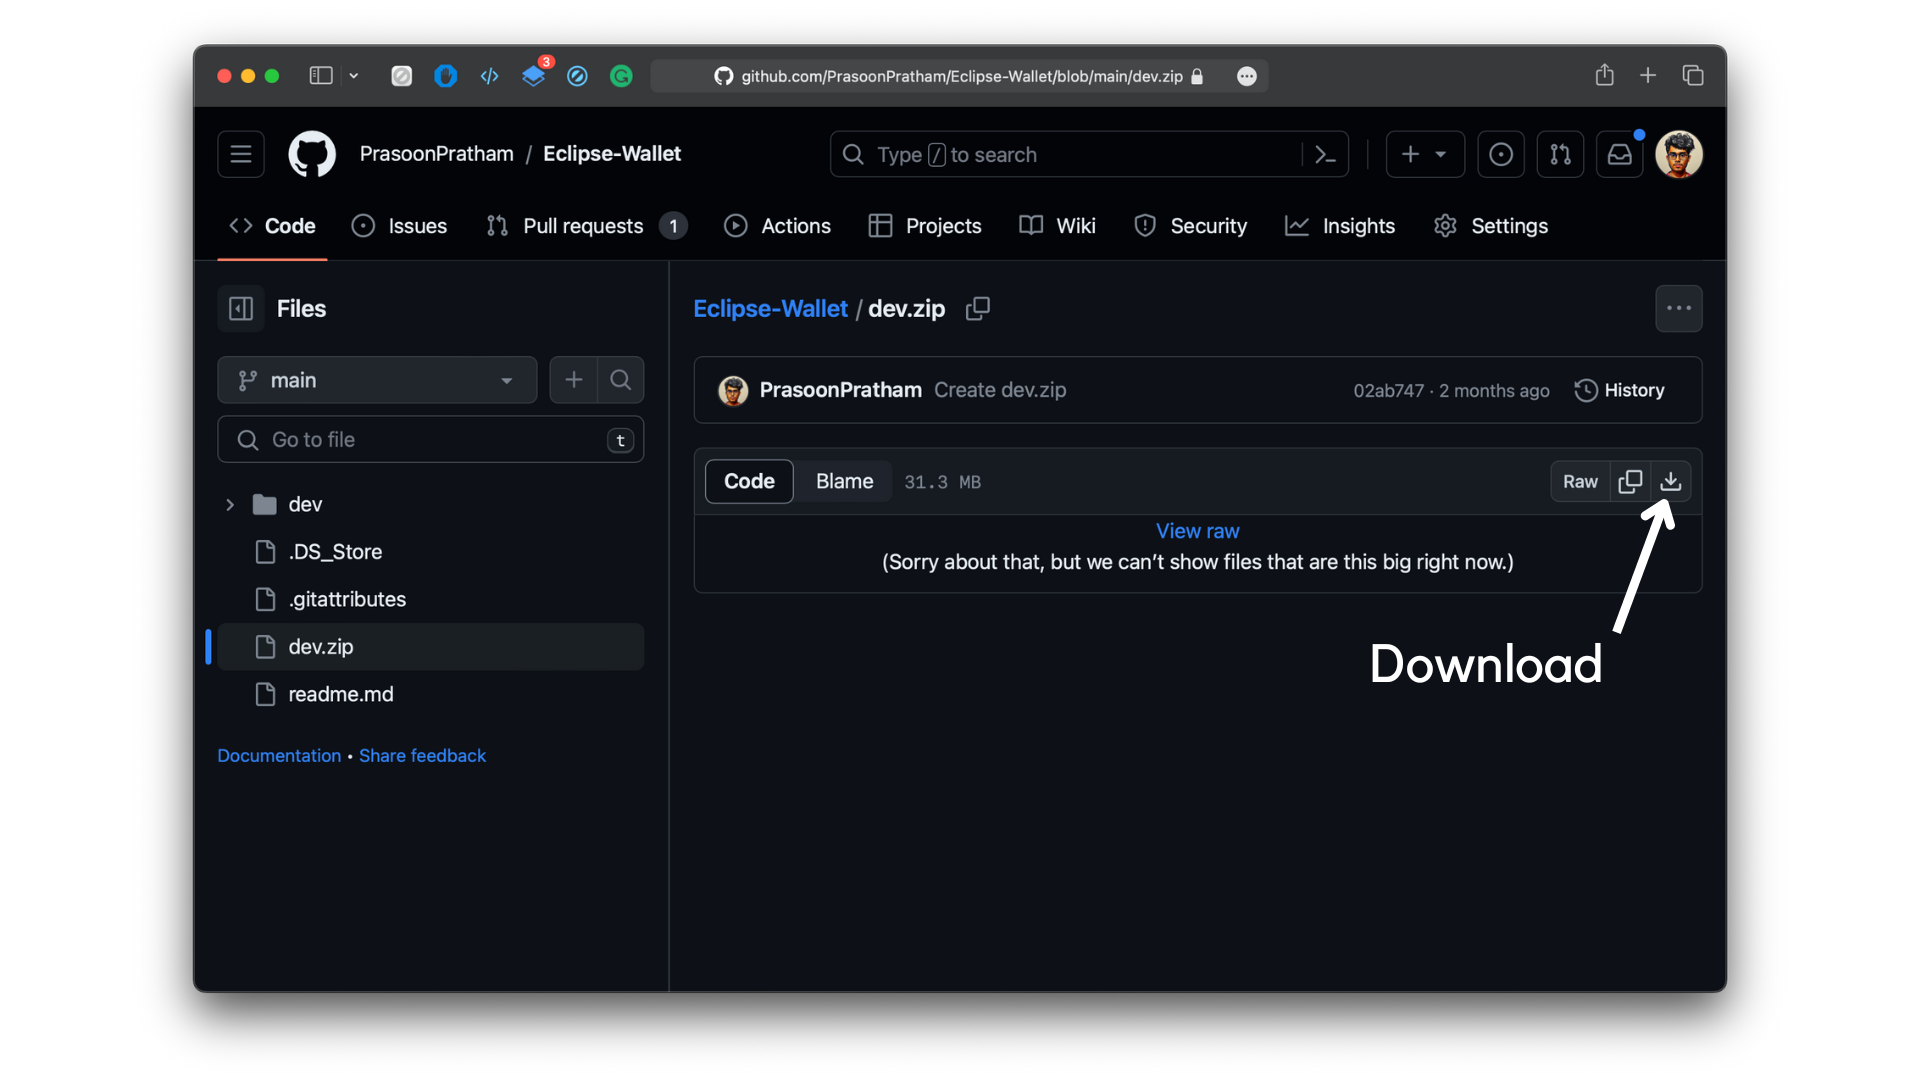 3
github.com/PrasoonPratham/Eclipse-Wallet/blob/main/dev.zip
PrasoonPratham / Eclipse-Wallet
Type / to search
Code Issues Pull requests 1 Actions Projects Wiki Security Insights Settings
Files
main
Go to file t
dev
.DS_Store
.gitattributes
dev.zip
readme.md
Documentation • Share feedback
Eclipse-Wallet / dev.zip
PrasoonPratham Create dev.zip 02ab747 · 2 months ago History
Code Blame 31.3 MB Raw
View raw
(Sorry about that, but we can’t show files that are this big right now.)
Download